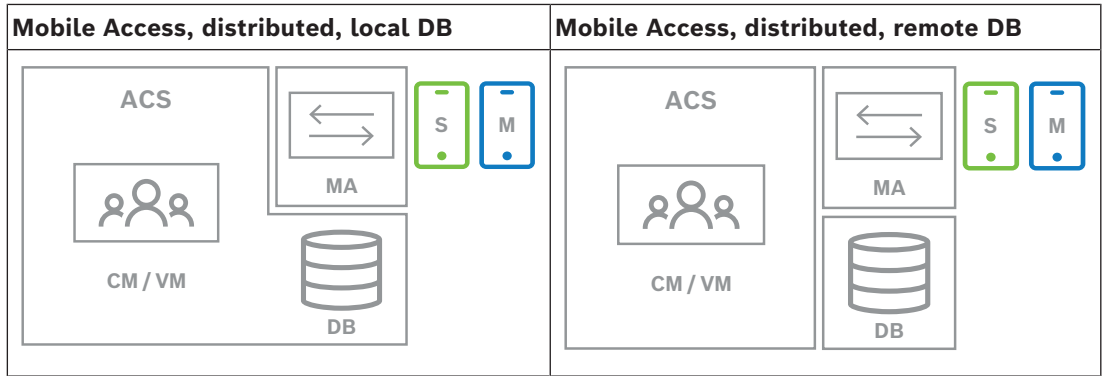 Mobile Access, distributed, local DB
Mobile Access, distributed, remote DB
ACS
S
M
MA
CM / VM
DB
ACS
S
M
MA
CM / VM
DB